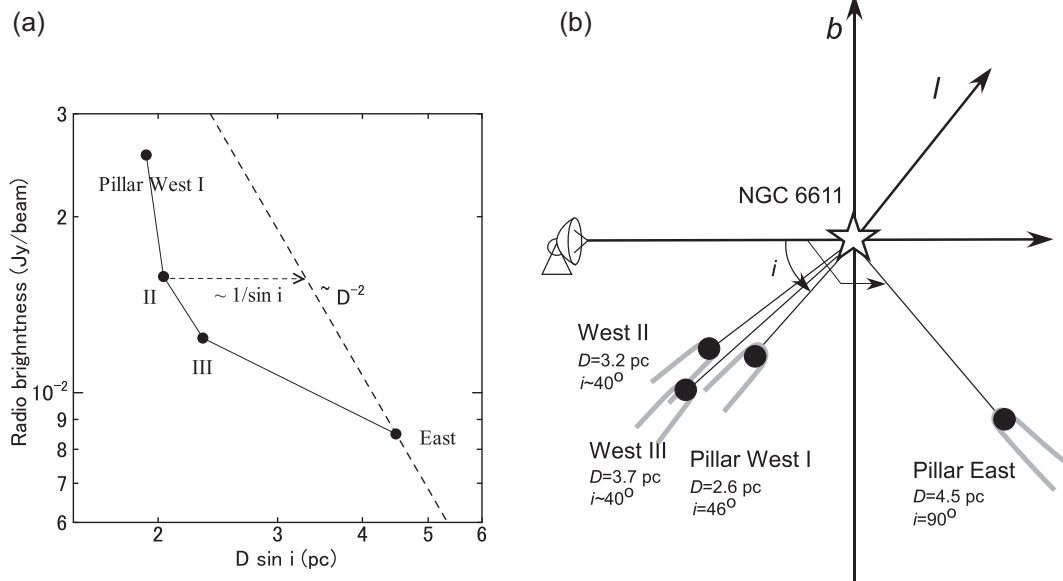 (a)
3
2
10⁻²
9
8
7
6
Radio brighntness (Jy/beam)
Pillar West I
II
~ 1/sin i
~ D⁻²
III
East
2
3
4
5
6
D sin i (pc)
(b)
b
l
NGC 6611
i
West II
D=3.2 pc
i~40°
West III
D=3.7 pc
i~40°
Pillar West I
D=2.6 pc
i=46°
Pillar East
D=4.5 pc
i=90°